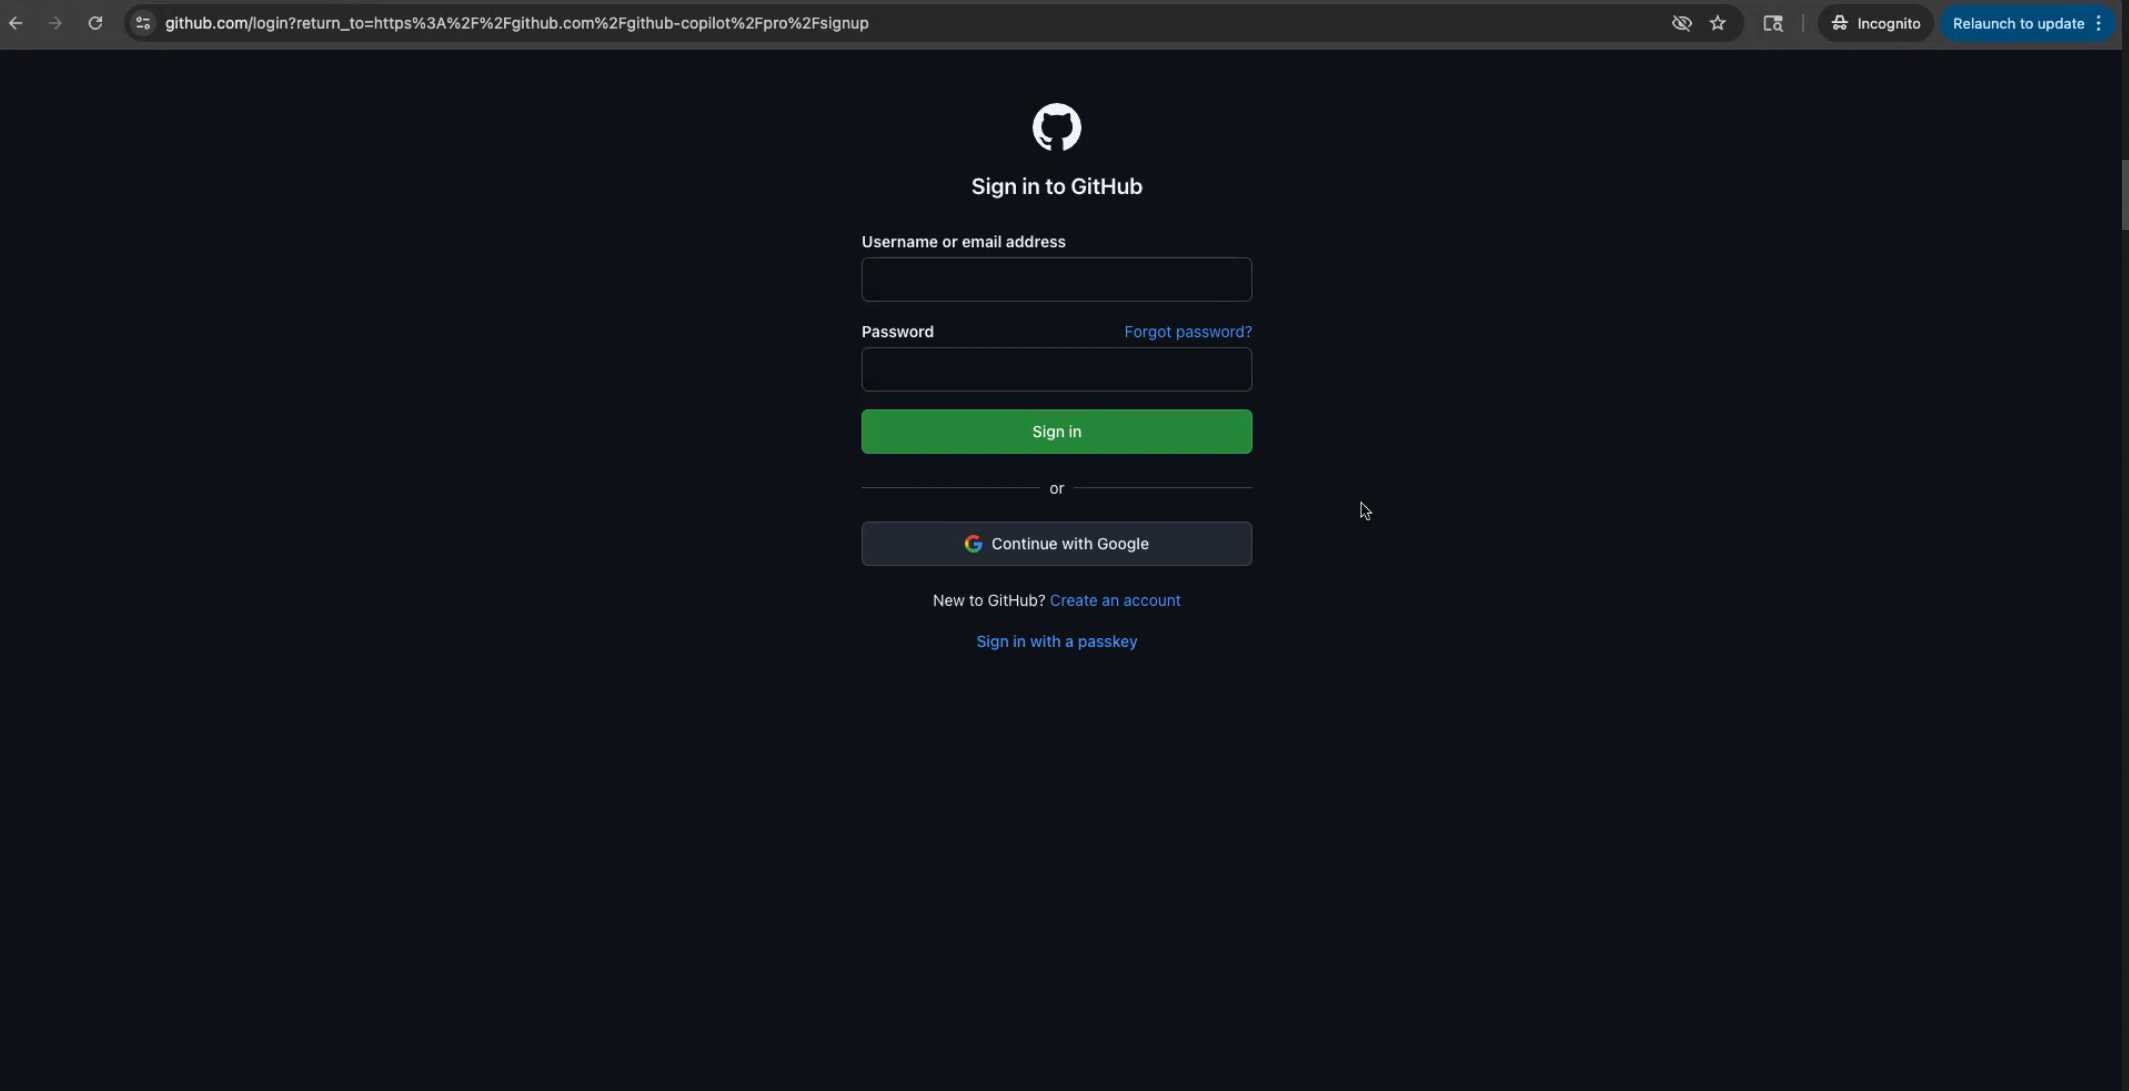 github.com/login?return_to=https%3A%2F%2Fgithub.com%2Fgithub-copilot%2Fpro%2Fsignup
Incognito
Relaunch to update
Sign in to GitHub
Username or email address
Password
Forgot password?
Sign in
or
Continue with Google
New to GitHub? Create an account
Sign in with a passkey